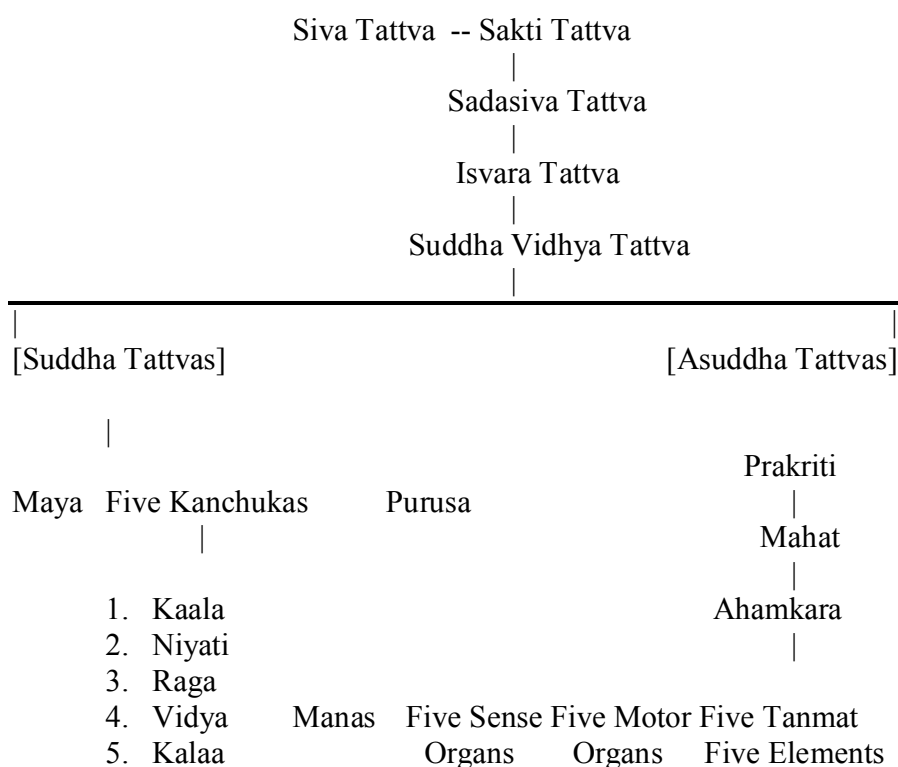 Siva Tattva -- Sakti Tattva
|
Sadasiva Tattva
|
Isvara Tattva
|
Suddha Vidhya Tattva
|
| |
[Suddha Tattvas] [Asuddha Tattvas]
|
Prakriti
Maya Five Kanchukas Purusa |
| Mahat
|
1. Kaala Ahamkara
2. Niyati |
3. Raga
4. Vidya Manas Five Sense Five Motor Five Tanmat
5. Kalaa Organs Organs Five Elements